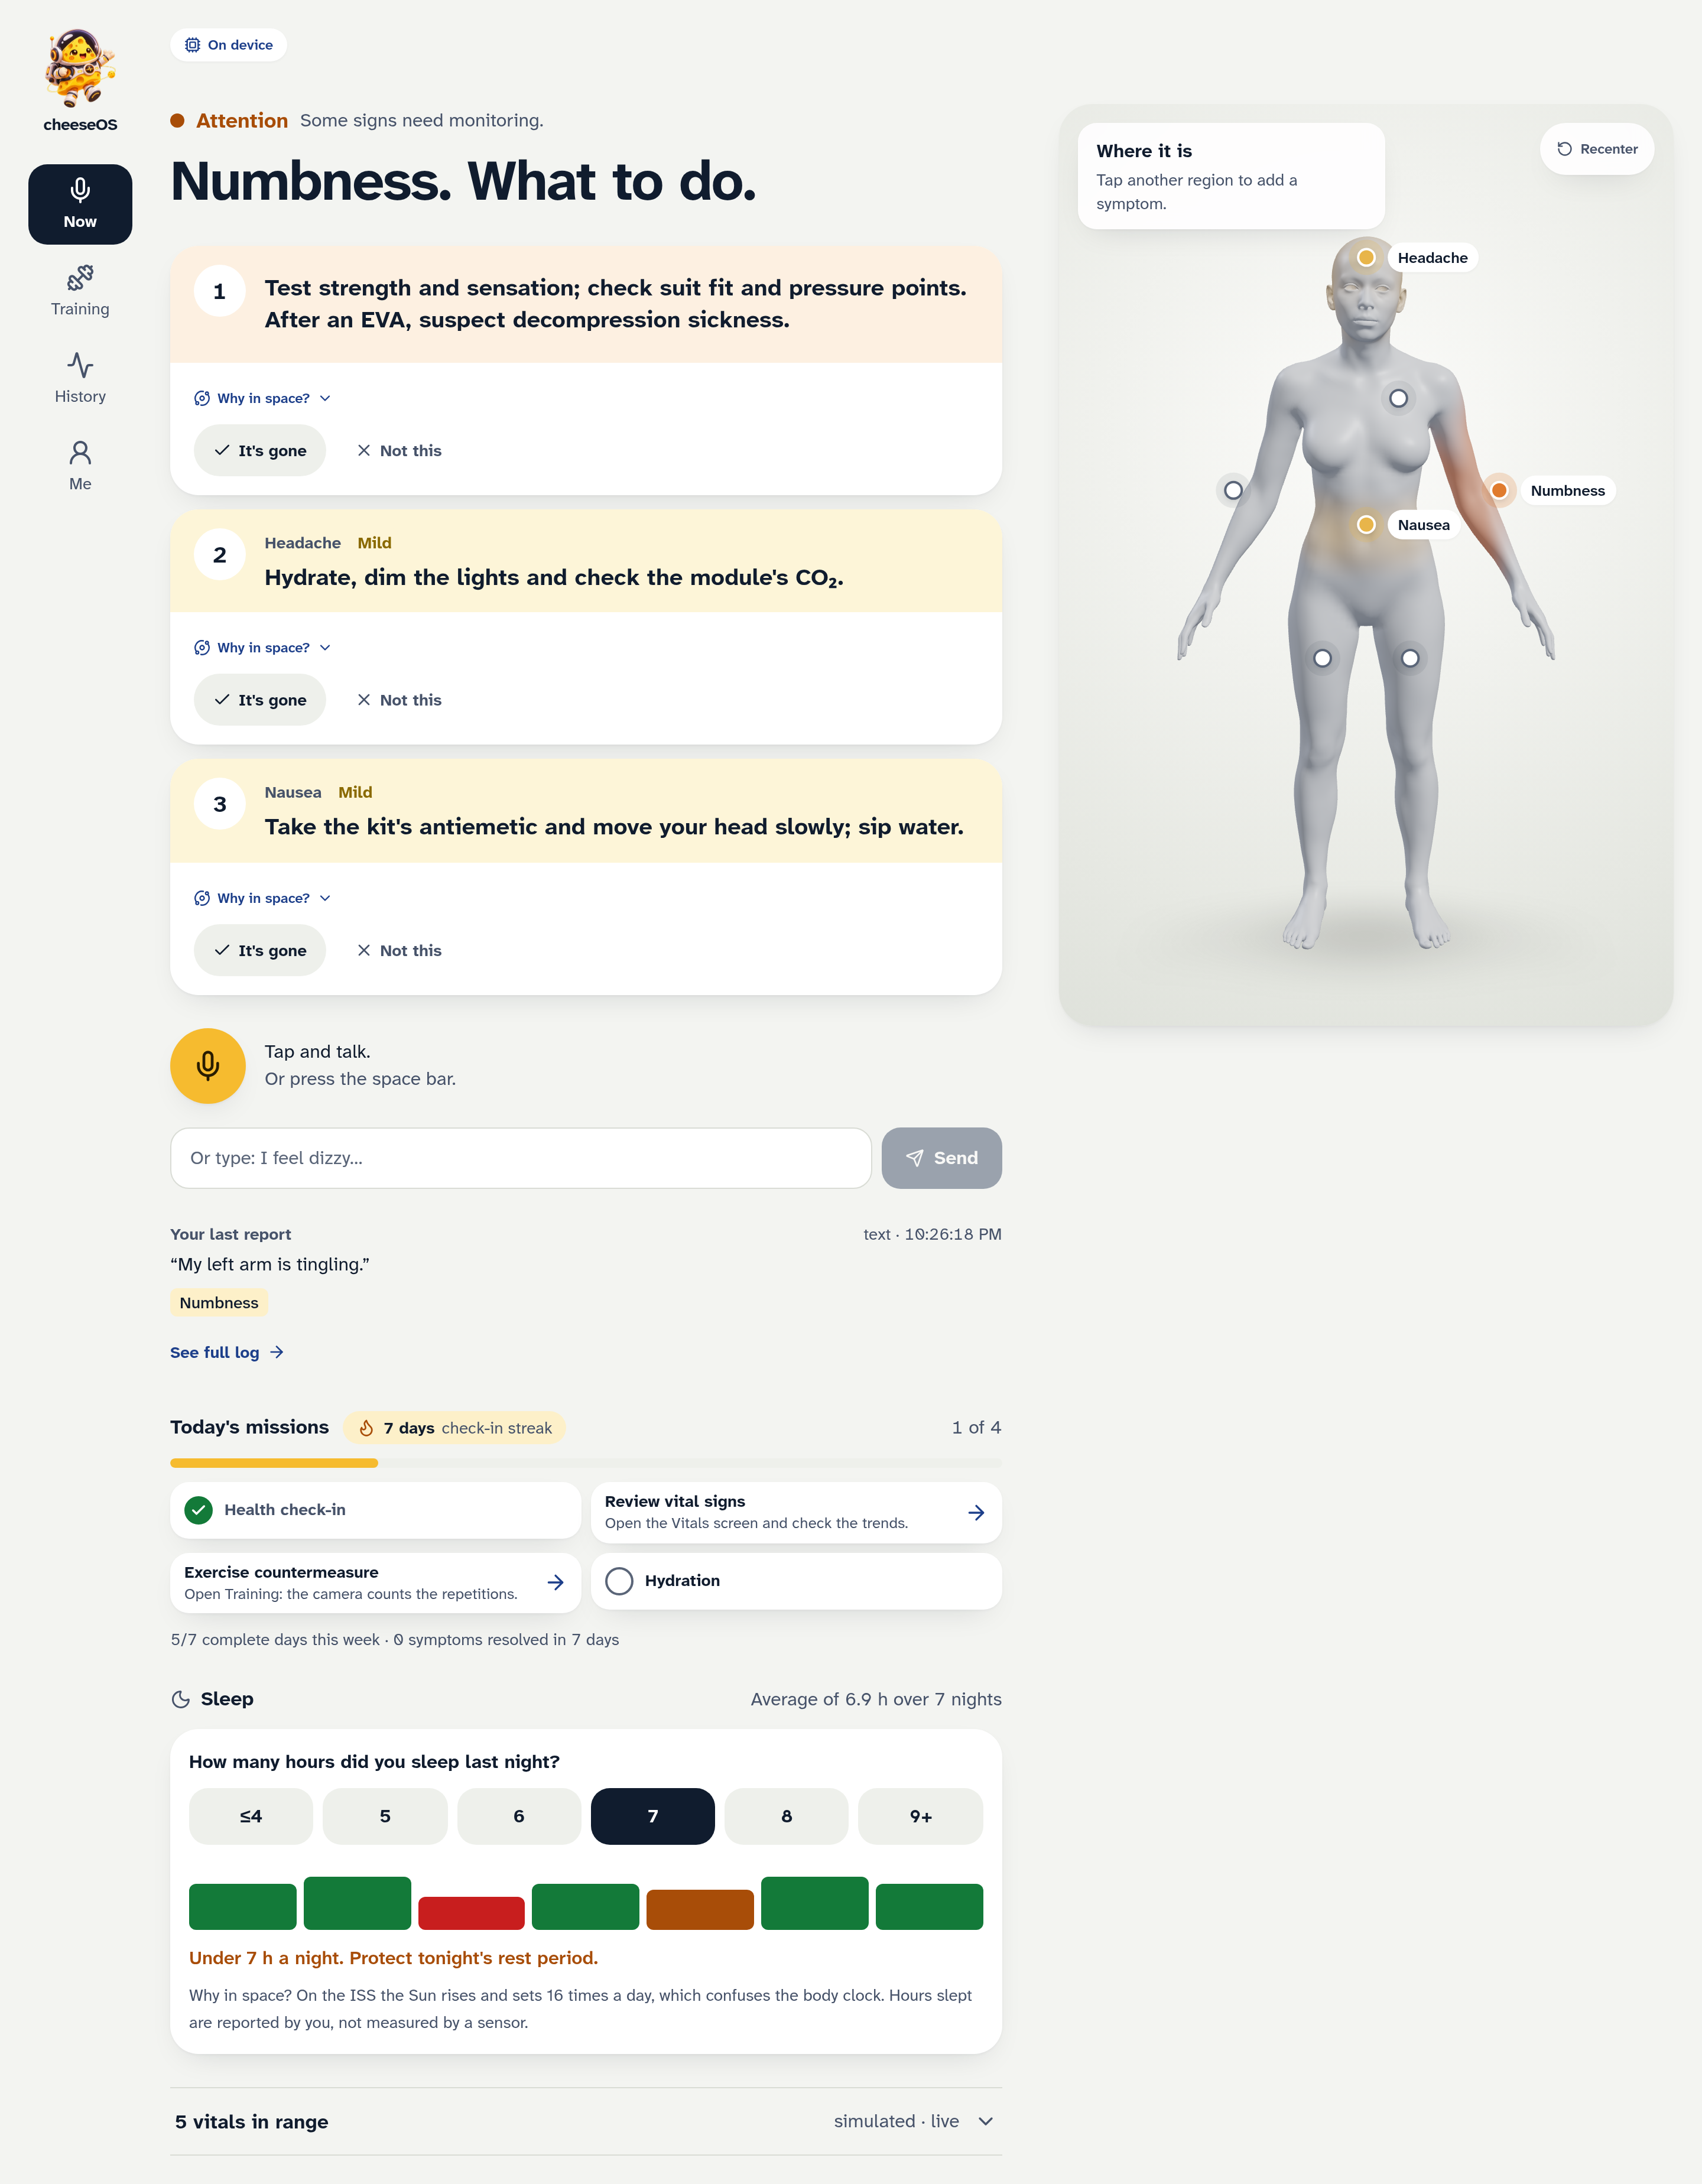 cheeseOS
Now
Training
History
Me
On device
Attention Some signs need monitoring.
Numbness. What to do.
1
Test strength and sensation; check suit fit and pressure points.
After an EVA, suspect decompression sickness.
Why in space?
It's gone Not this
2
Headache Mild
Hydrate, dim the lights and check the module's CO₂.
Why in space?
It's gone Not this
3
Nausea Mild
Take the kit's antiemetic and move your head slowly; sip water.
Why in space?
It's gone Not this
Tap and talk.
Or press the space bar.
Or type: I feel dizzy...
Send
Your last report text · 10:26:18 PM
“My left arm is tingling.”
Numbness
See full log
Today's missions 7 days check-in streak 1 of 4
Health check-in
Review vital signs
Open the Vitals screen and check the trends.
Exercise countermeasure
Open Training: the camera counts the repetitions.
Hydration
5/7 complete days this week · 0 symptoms resolved in 7 days
Sleep Average of 6.9 h over 7 nights
How many hours did you sleep last night?
≤4 5 6 7 8 9+
Under 7 h a night. Protect tonight's rest period.
Why in space? On the ISS the Sun rises and sets 16 times a day, which confuses the body clock. Hours slept
are reported by you, not measured by a sensor.
5 vitals in range simulated · live
Where it is
Tap another region to add a
symptom.
Recenter
Headache
Numbness
Nausea